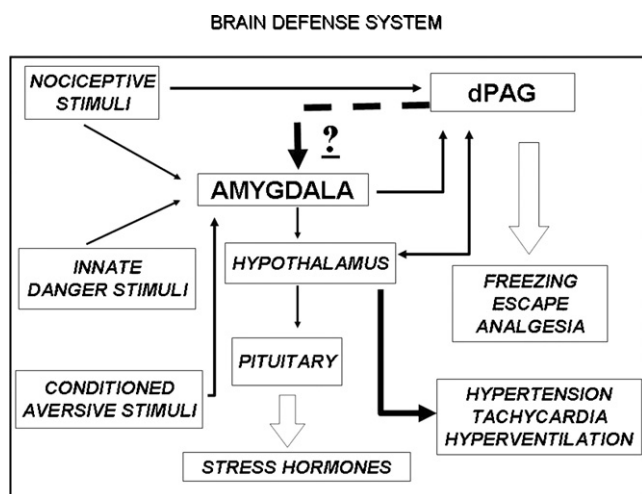 BRAIN DEFENSE SYSTEM
NOCICEPTIVE
STIMULI
dPAG
?
AMYGDALA
INNATE
DANGER STIMULI
HYPOTHALAMUS
FREEZING
ESCAPE
ANALGESIA
PITUITARY
CONDITIONED
AVERSIVE STIMULI
HYPERTENSION
TACHYCARDIA
HYPERVENTILATION
STRESS HORMONES